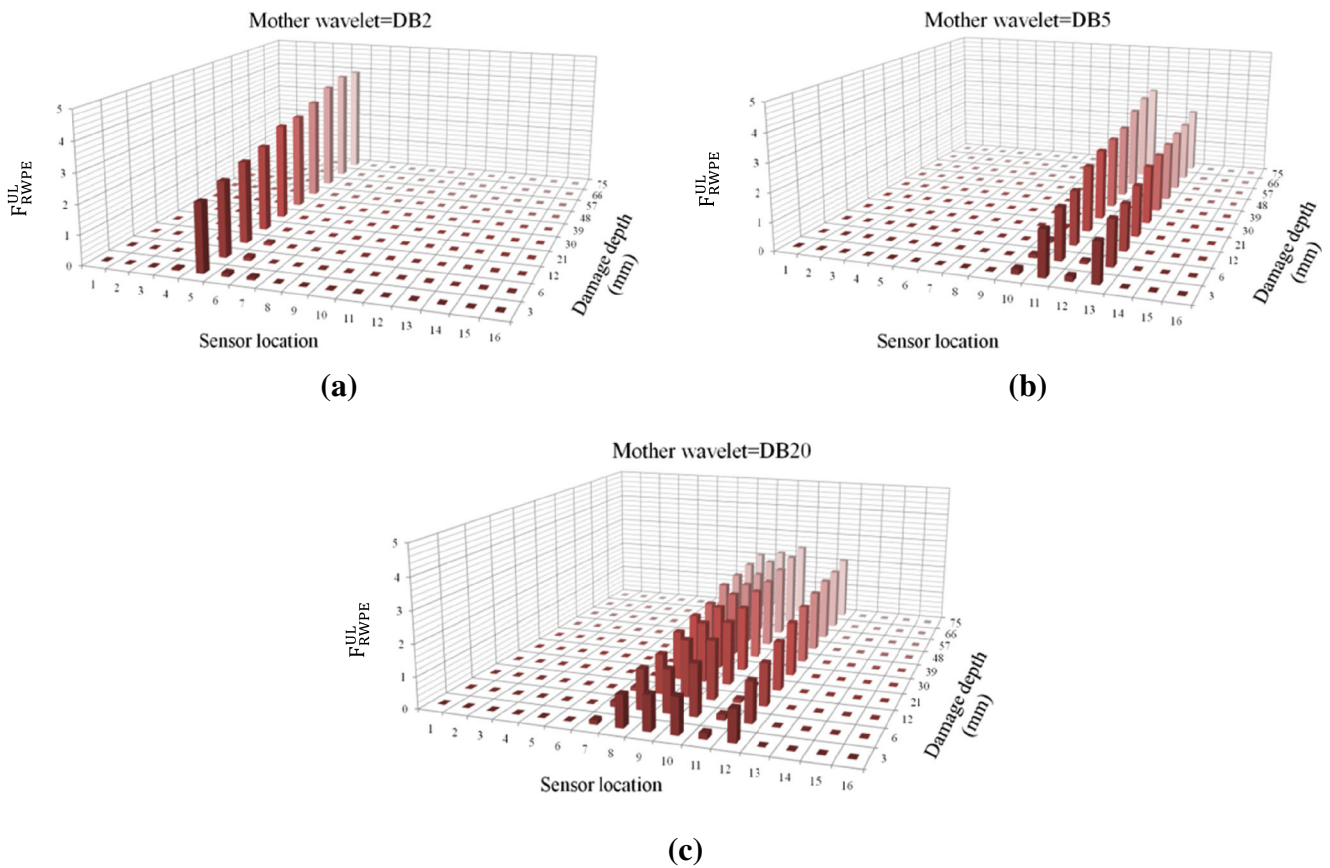 Mother wavelet=DB2
5
4
3
2
1
0
F^UL_RWPE
1 2 3 4 5 6 7 8 9 10 11 12 13 14 15 16
Sensor location
75
66
57
48
39
30
21
12
6
3
Damage depth
(mm)
(a)
Mother wavelet=DB5
5
4
3
2
1
0
F^UL_RWPE
1 2 3 4 5 6 7 8 9 10 11 12 13 14 15 16
Sensor location
75
66
57
48
39
30
21
12
6
3
Damage depth
(mm)
(b)
Mother wavelet=DB20
5
4
3
2
1
0
F^UL_RWPE
1 2 3 4 5 6 7 8 9 10 11 12 13 14 15 16
Sensor location
75
66
57
48
39
30
21
12
6
3
Damage depth
(mm)
(c)